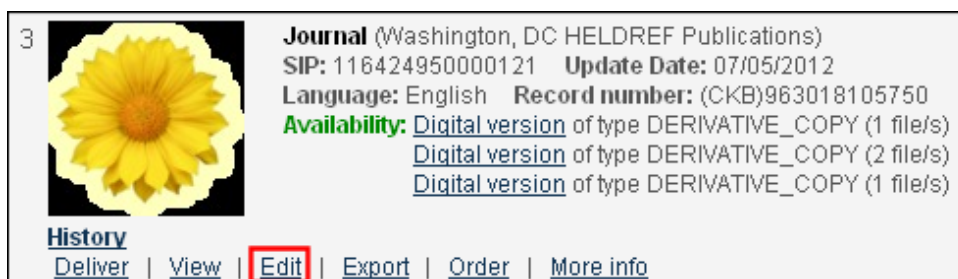 3
Journal (Washington, DC HELDREF Publications)
SIP: 116424950000121 Update Date: 07/05/2012
Language: English Record number: (CKB)963018105750
Availability: Digital version of type DERIVATIVE_COPY (1 file/s)
Digital version of type DERIVATIVE_COPY (2 file/s)
Digital version of type DERIVATIVE_COPY (1 file/s)
History
Deliver | View | Edit | Export | Order | More info